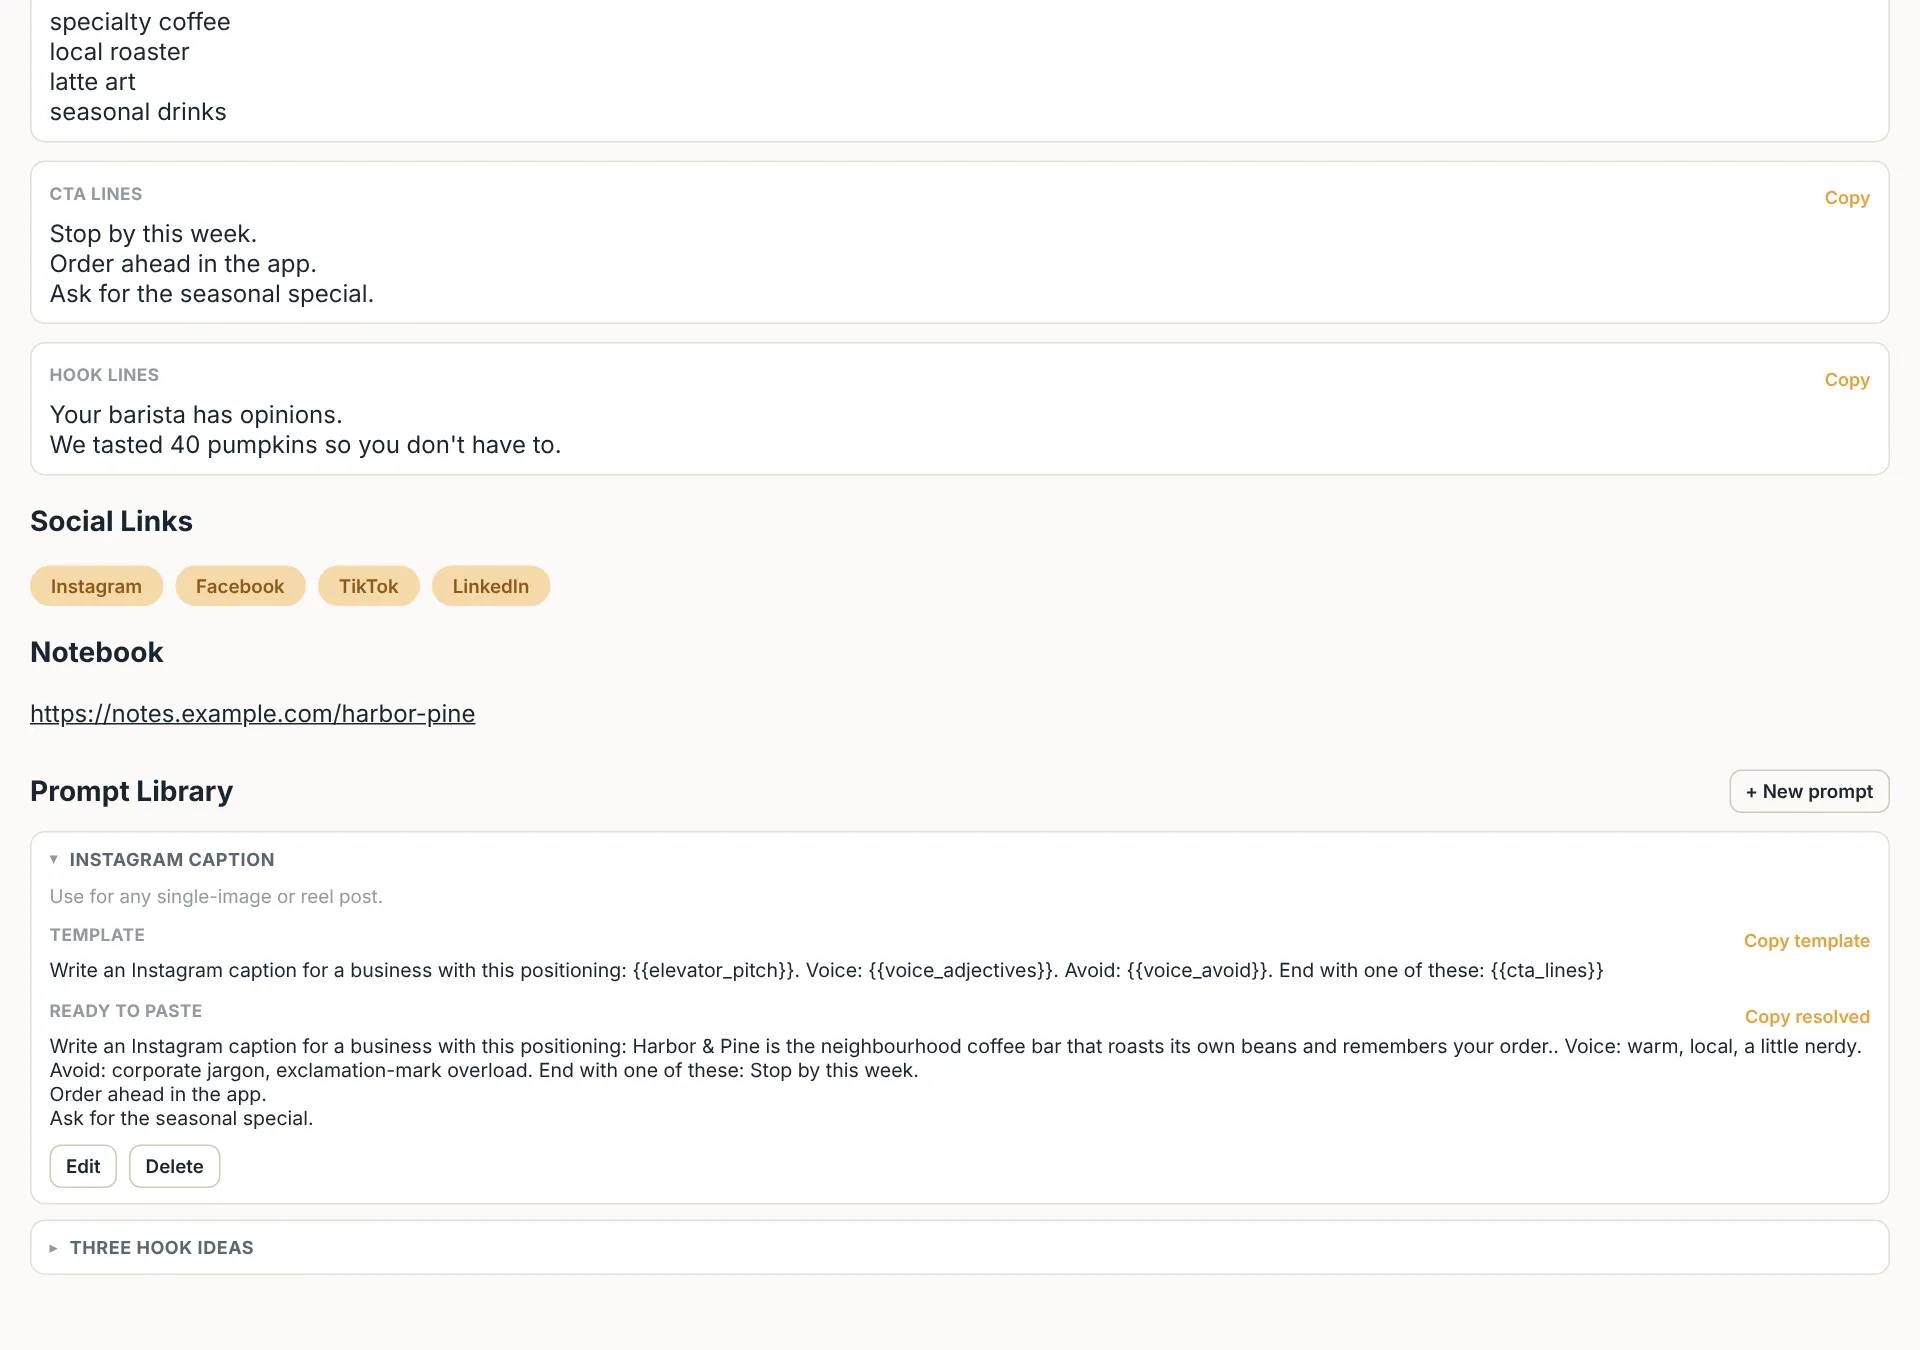 specialty coffee
local roaster
latte art
seasonal drinks
CTA LINES
Copy
Stop by this week.
Order ahead in the app.
Ask for the seasonal special.
HOOK LINES
Copy
Your barista has opinions.
We tasted 40 pumpkins so you don't have to.
Social Links
Instagram Facebook TikTok LinkedIn
Notebook
https://notes.example.com/harbor-pine
Prompt Library
+ New prompt
▾ INSTAGRAM CAPTION
Use for any single-image or reel post.
TEMPLATE
Copy template
Write an Instagram caption for a business with this positioning: {{elevator_pitch}}. Voice: {{voice_adjectives}}. Avoid: {{voice_avoid}}. End with one of these: {{cta_lines}}
READY TO PASTE
Copy resolved
Write an Instagram caption for a business with this positioning: Harbor & Pine is the neighbourhood coffee bar that roasts its own beans and remembers your order.. Voice: warm, local, a little nerdy.
Avoid: corporate jargon, exclamation-mark overload. End with one of these: Stop by this week.
Order ahead in the app.
Ask for the seasonal special.
Edit Delete
▸ THREE HOOK IDEAS